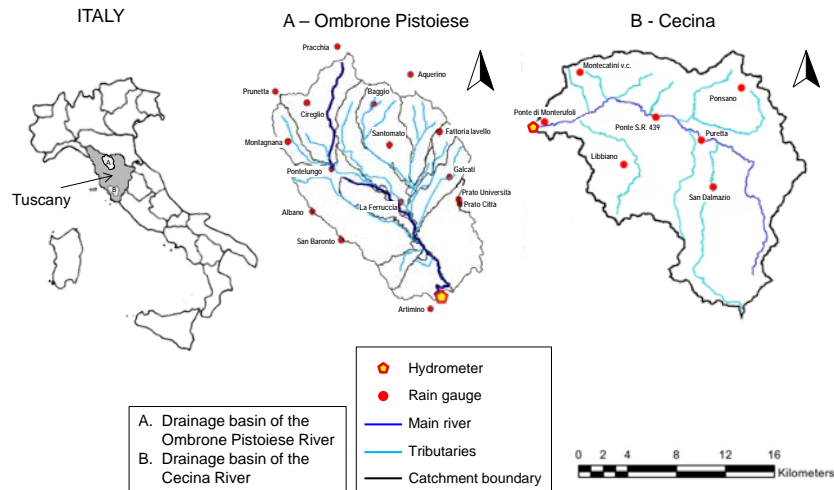 ITALY
A – Ombrone Pistoiese
B - Cecina
Pracchia
Aquerino
Prunetta
Baggio
Cireglio
Santomato
Fattoria Iavello
Montagnana
Pontelungo
Galcati
Prato Università
Prato Città
La Ferruccia
Albano
San Baronto
Artimino
Montecatini v.c.
Ponsano
Ponte di Monterufoli
Ponte S.R. 439
Puretta
Libbiano
San Dalmazio
A
Tuscany
B
Hydrometer
Rain gauge
Main river
Tributaries
Catchment boundary
A. Drainage basin of the
Ombrone Pistoiese River
B. Drainage basin of the
Cecina River
0 2 4 8 12 16
Kilometers